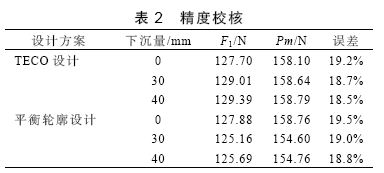 表 2 精度校核
设计方案 下沉量/mm F1/N Pm/N 误差
TECO 设计 0 127.70 158.10 19.2%
30 129.01 158.64 18.7%
40 129.39 158.79 18.5%
平衡轮廓设计 0 127.88 158.76 19.5%
30 125.16 154.60 19.0%
40 125.69 154.76 18.8%